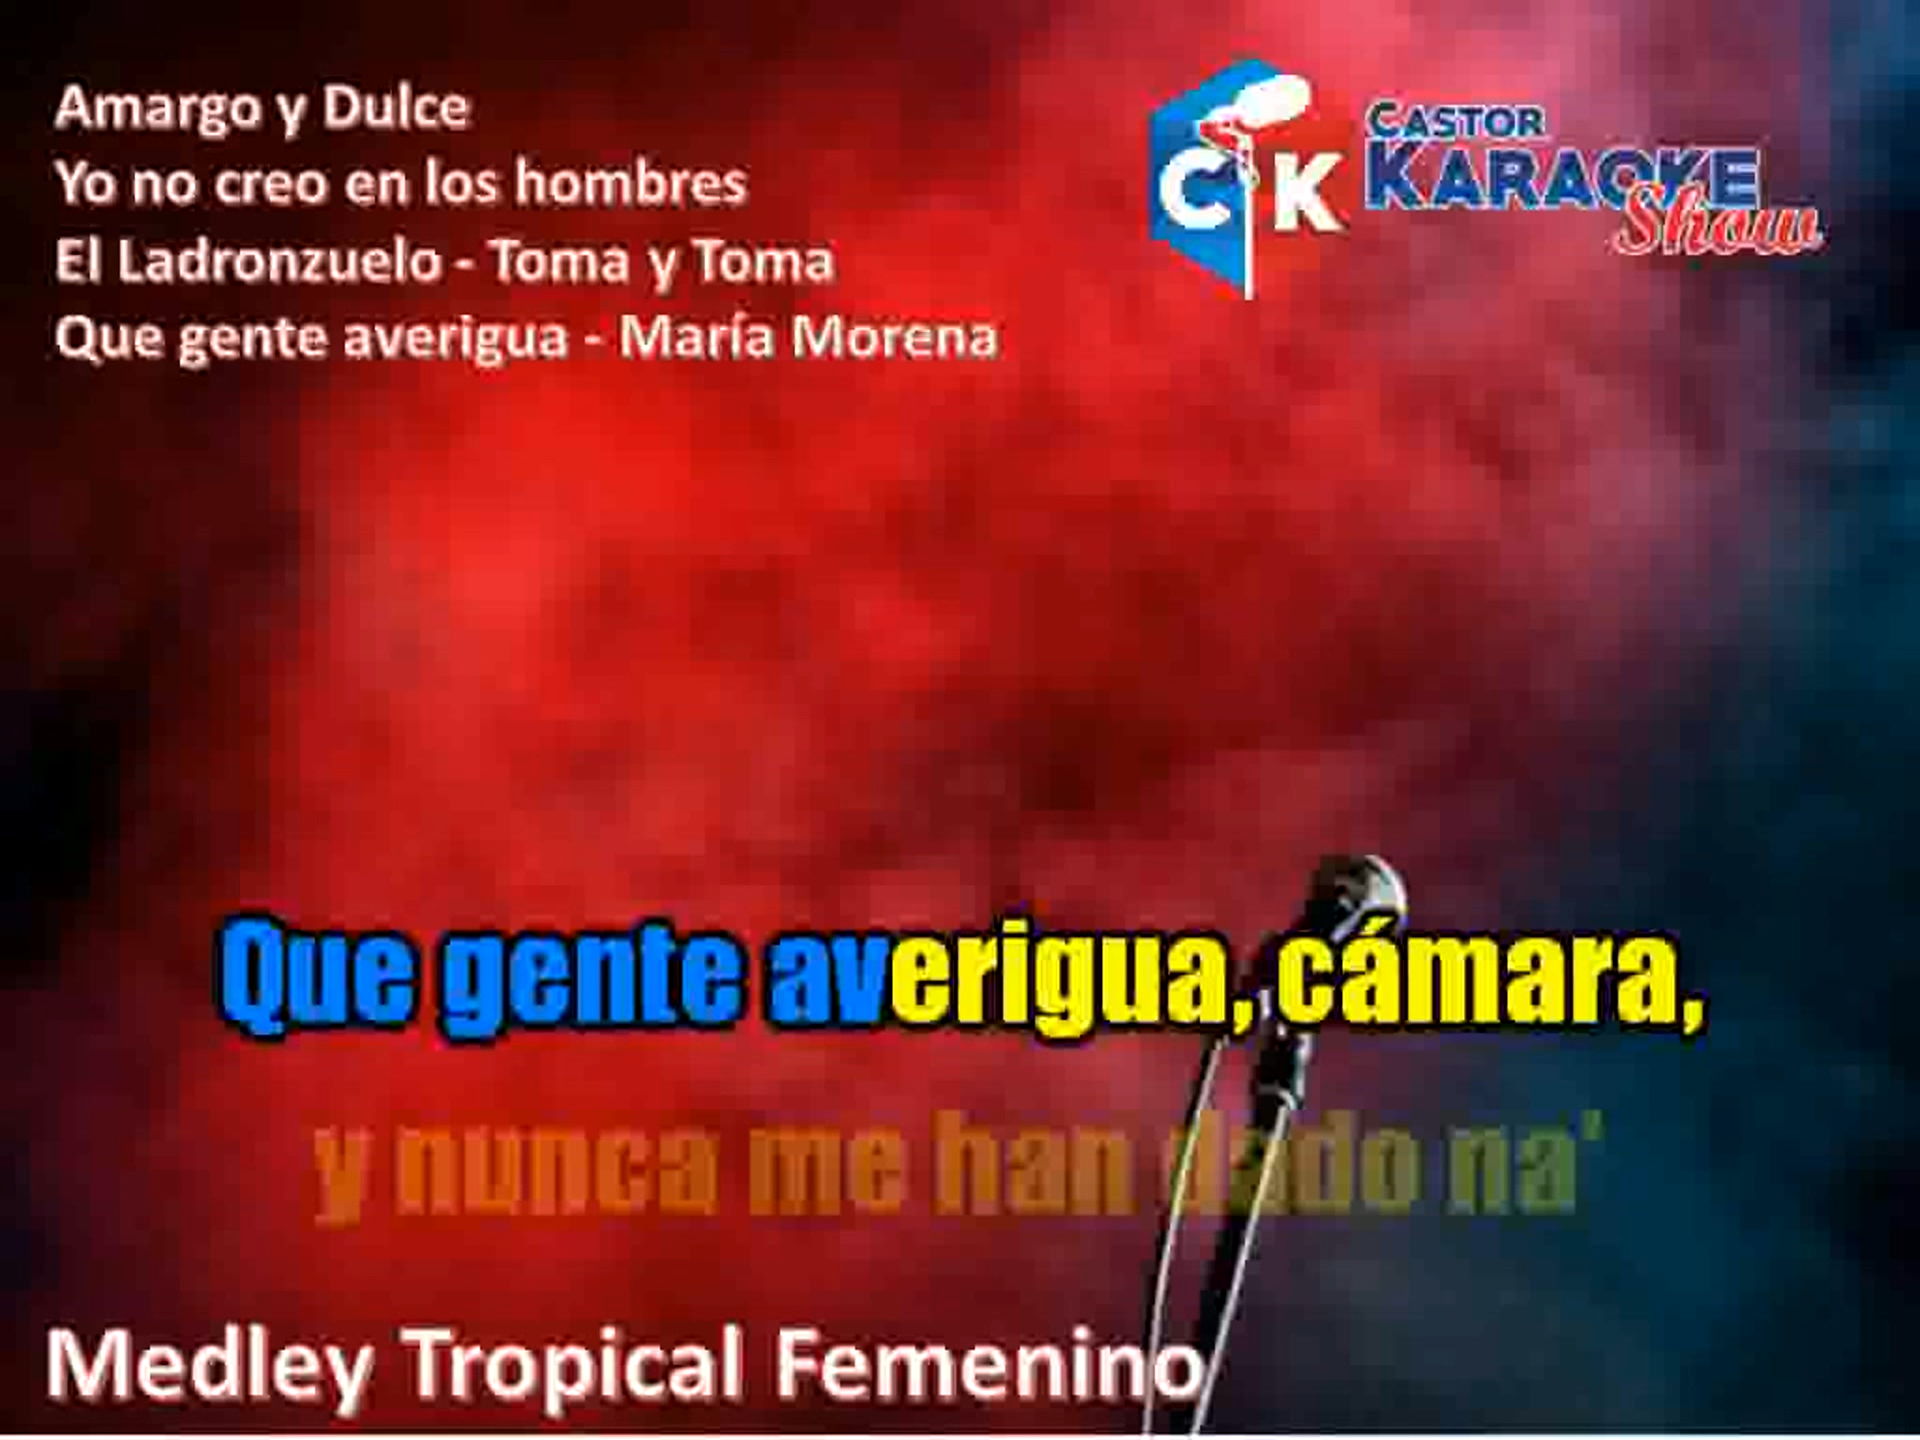 Amargo y Dulce
Yo no creo en los hombres
El Ladronzuelo - Toma y Toma
Que gente averigua - María Morena
CK
CASTOR
KARAOKE
Show
Que gente averigua, cámara,
y nunca me han dado na'
Medley Tropical Femenino